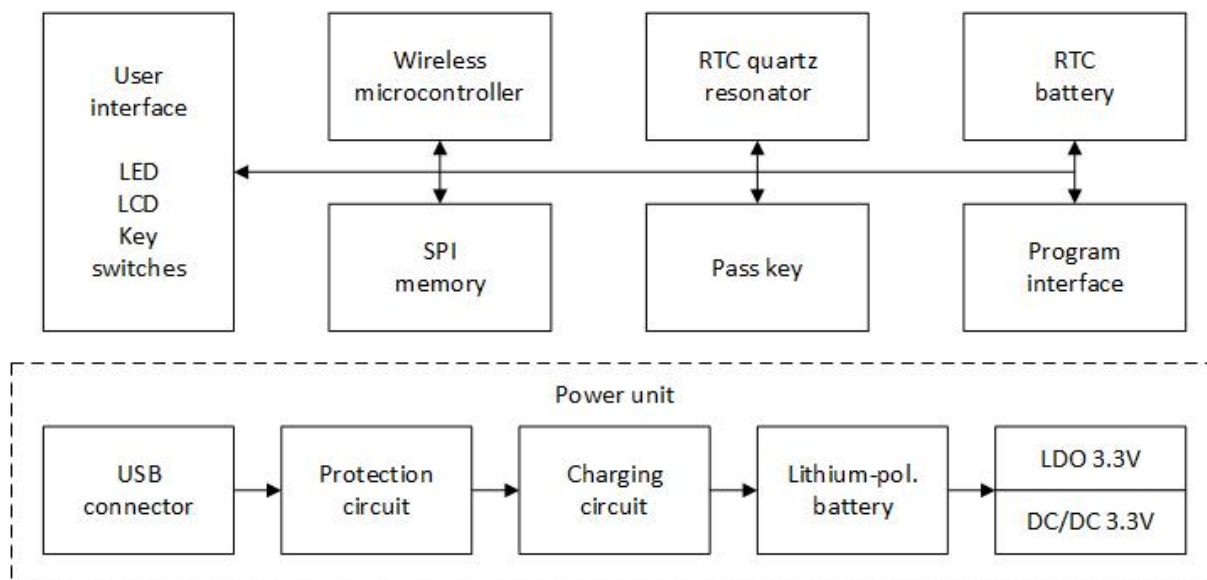 User
interface
LED
LCD
Key
switches
Wireless
microcontroller
RTC quartz
resonator
RTC
battery
SPI
memory
Pass key
Program
interface
Power unit
USB
connector
Protection
circuit
Charging
circuit
Lithium-pol.
battery
LDO 3.3V
DC/DC 3.3V